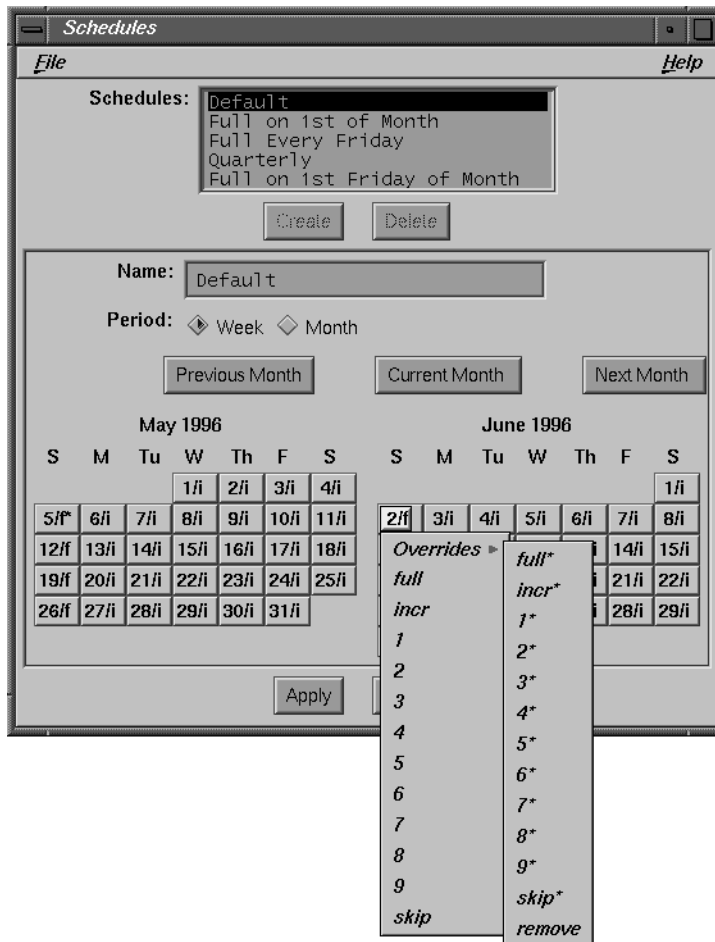 Schedules
File Help
Schedules:
Default
Full on 1st of Month
Full Every Friday
Quarterly
Full on 1st Friday of Month
Create Delete
Name: Default
Period: Week Month
Previous Month Current Month Next Month
May 1996
S M Tu W Th F S
1/i 2/i 3/i 4/i
5/f* 6/i 7/i 8/i 9/i 10/i 11/i
12/f 13/i 14/i 15/i 16/i 17/i 18/i
19/f 20/i 21/i 22/i 23/i 24/i 25/i
26/f 27/i 28/i 29/i 30/i 31/i
June 1996
S M Tu W Th F S
1/i
2/f 3/i 4/i 5/i 6/i 7/i 8/i
14/i 15/i
21/i 22/i
28/i 29/i
Apply
Overrides
full
incr
1
2
3
4
5
6
7
8
9
skip
full*
incr*
1*
2*
3*
4*
5*
6*
7*
8*
9*
skip*
remove